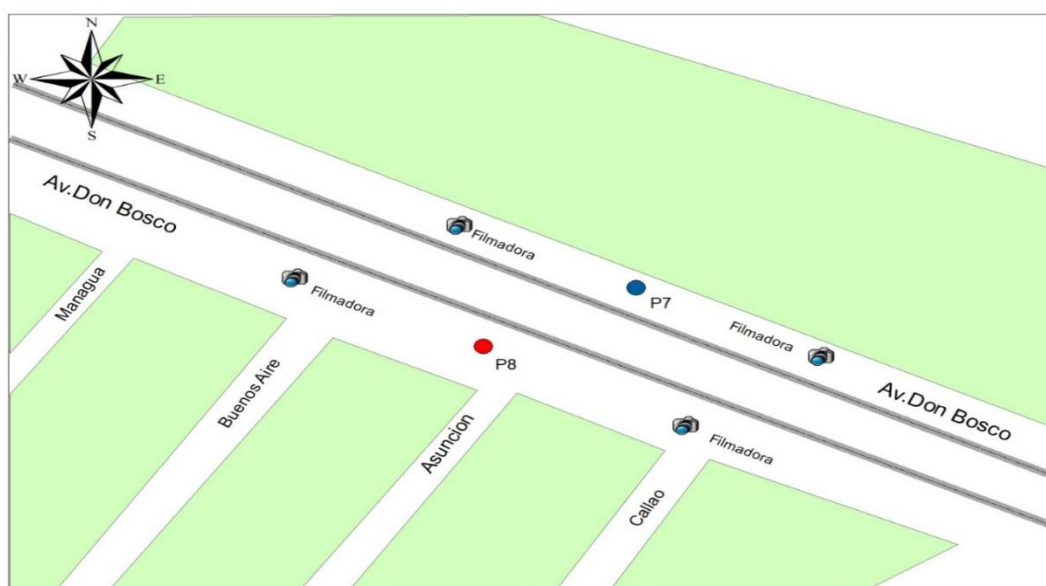 N
W
E
S
Av.Don Bosco
Filmadora
Managua
Filmadora
P7
Filmadora
P8
Buenos Aire
Av.Don Bosco
Asuncion
Filmadora
Callao